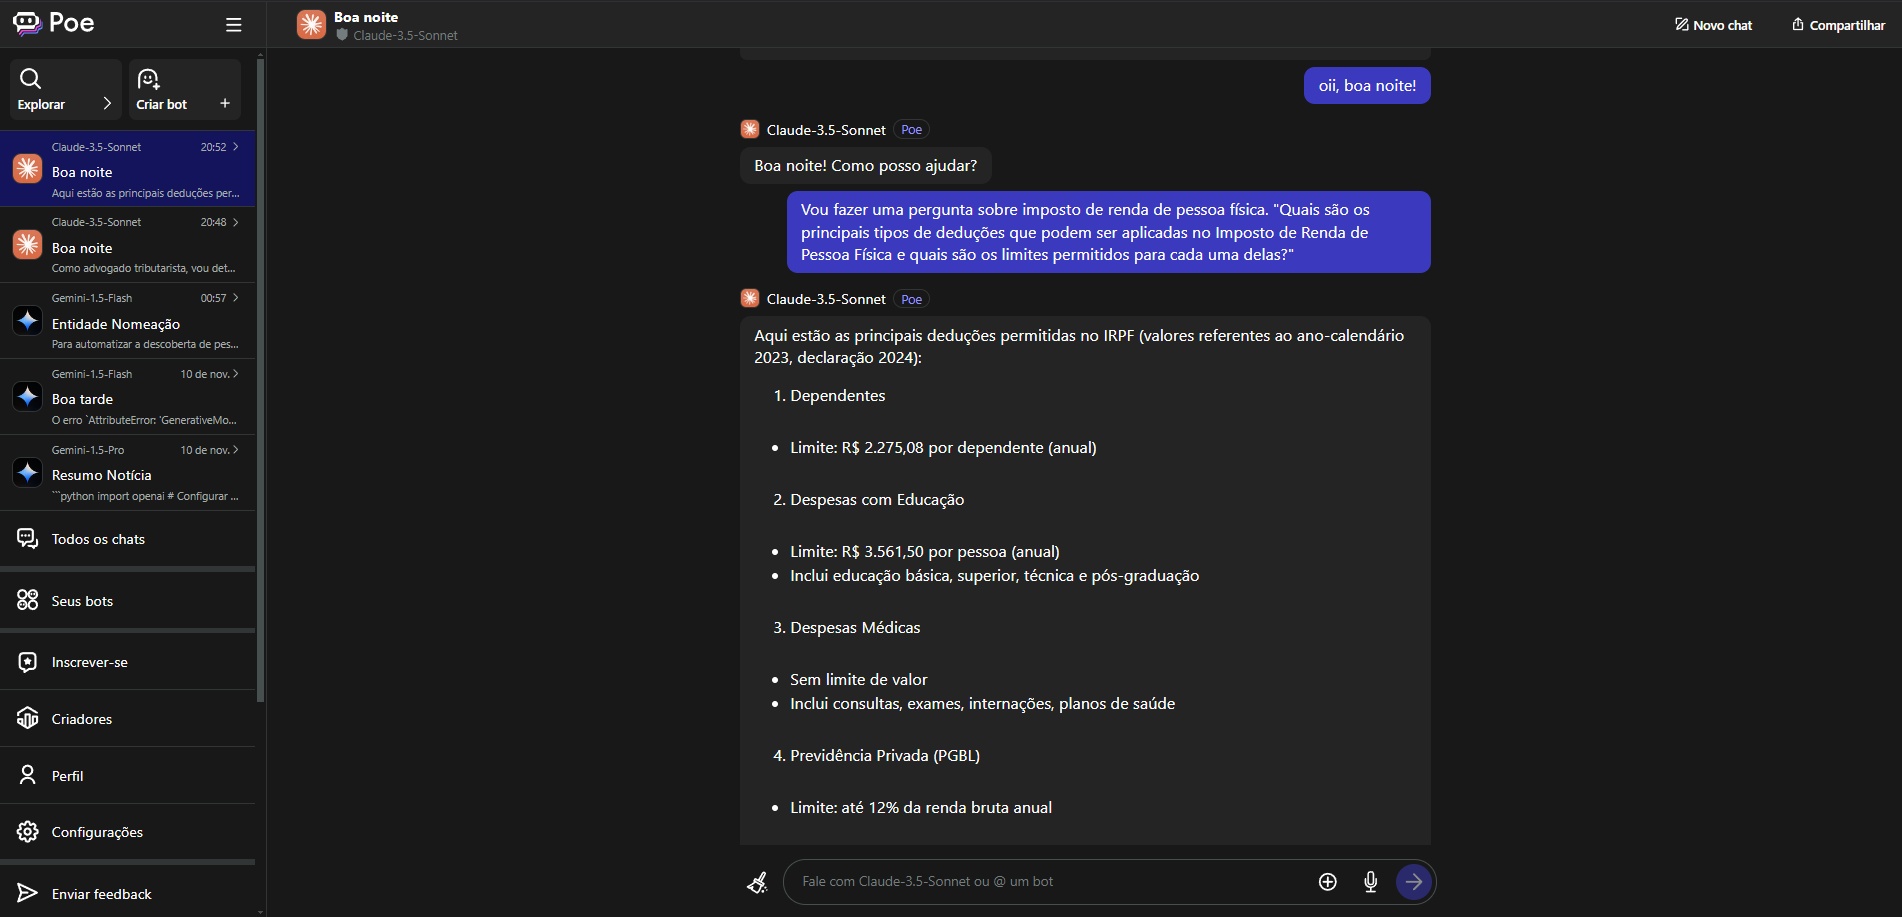 Poe
Explorar
Criar bot
Claude-3.5-Sonnet 20:52
Boa noite
Aqui estão as principais deduções per...
Claude-3.5-Sonnet 20:48
Boa noite
Como advogado tributarista, vou det...
Gemini-1.5-Flash 00:57
Entidade Nomeação
Para automatizar a descoberta de pes...
Gemini-1.5-Flash 10 de nov.
Boa tarde
O erro `AttributeError: 'GenerativeMo...
Gemini-1.5-Pro 10 de nov.
Resumo Notícia
```python import openai # Configurar ...
Todos os chats
Seus bots
Inscrever-se
Criadores
Perfil
Configurações
Enviar feedback
Boa noite
Claude-3.5-Sonnet
Novo chat
Compartilhar
oii, boa noite!
Claude-3.5-Sonnet Poe
Boa noite! Como posso ajudar?
Vou fazer uma pergunta sobre imposto de renda de pessoa física. "Quais são os
principais tipos de deduções que podem ser aplicadas no Imposto de Renda de
Pessoa Física e quais são os limites permitidos para cada uma delas?"
Claude-3.5-Sonnet Poe
Aqui estão as principais deduções permitidas no IRPF (valores referentes ao ano-calendário
2023, declaração 2024):
1. Dependentes
• Limite: R$ 2.275,08 por dependente (anual)
2. Despesas com Educação
• Limite: R$ 3.561,50 por pessoa (anual)
• Inclui educação básica, superior, técnica e pós-graduação
3. Despesas Médicas
• Sem limite de valor
• Inclui consultas, exames, internações, planos de saúde
4. Previdência Privada (PGBL)
• Limite: até 12% da renda bruta anual
Fale com Claude-3.5-Sonnet ou @ um bot